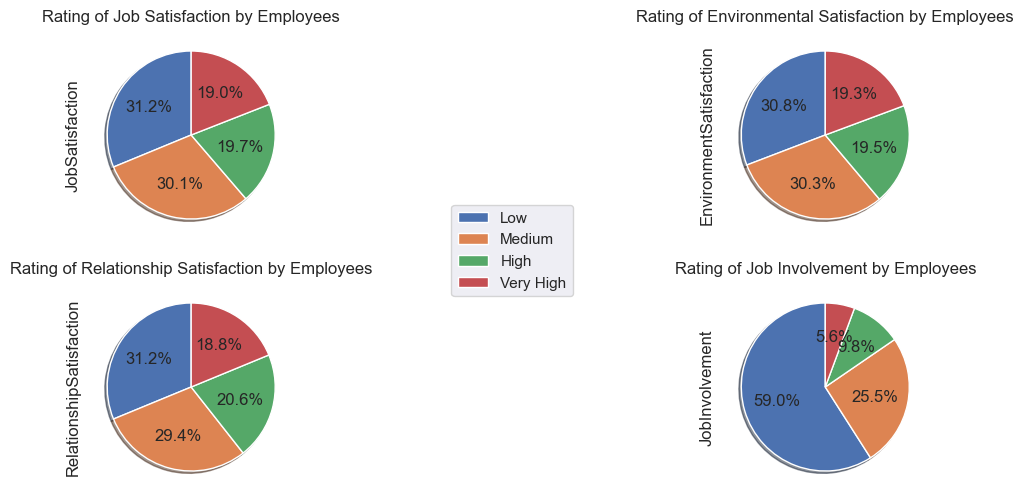 Rating of Job Satisfaction by Employees
JobSatisfaction
31.2%
19.0%
19.7%
30.1%
Rating of Environmental Satisfaction by Employees
EnvironmentSatisfaction
30.8%
19.3%
19.5%
30.3%
Low
Medium
High
Very High
Rating of Relationship Satisfaction by Employees
RelationshipSatisfaction
31.2%
18.8%
20.6%
29.4%
Rating of Job Involvement by Employees
JobInvolvement
5.6%
9.8%
25.5%
59.0%